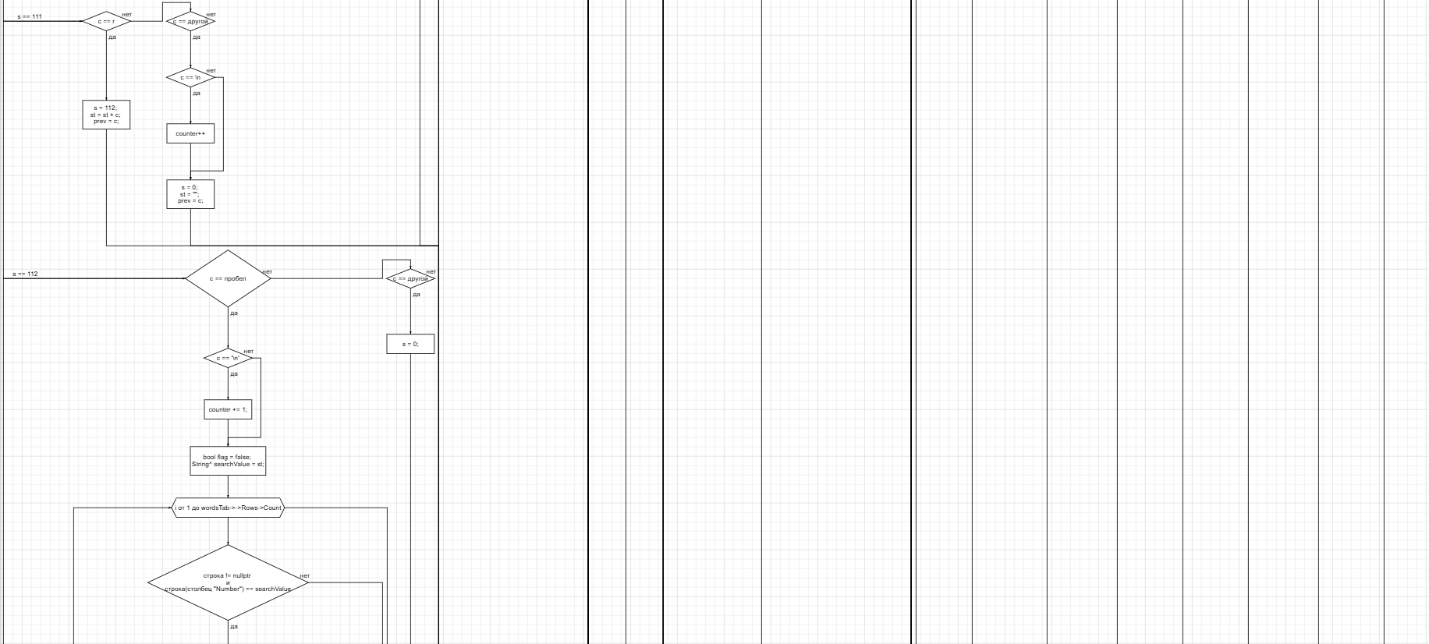 s == 111
c == r
нет
c == другой
нет
да
да
c == \n
нет
да
s = 112;
st = st + c;
prev = c;
counter++
s = 0;
st = "";
prev = c;
s == 112
c == пробел
нет
c == другой
нет
да
да
s = 0;
c == '\n'
нет
да
counter += 1;
bool flag = false;
String^ searchValue = st;
i от 1 до wordsTab->->Rows->Count
строка != nullptr
и
строка(столбец "Number") == searchValue
нет
да